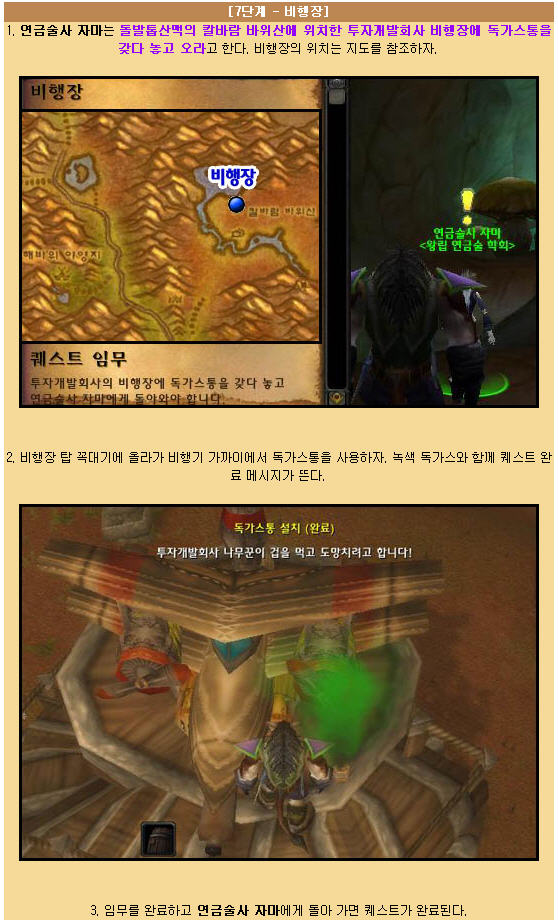 [7단계 - 비행장]
1. 연금술사 자마는 돌발톱산맥의 칼바람 바위산에 위치한 투자개발회사 비행장에 독가스통을
갖다 놓고 오라고 한다. 비행장의 위치는 지도를 참조하자.
비행장
비행장
칼바람 바위산
해바위 야영지
연금술사 자마
<왕립 연금술 학회>
퀘스트 임무
투자개발회사의 비행장에 독가스통을 갖다 놓고
연금술사 자마에게 돌아와야 합니다.
2. 비행장 탑 꼭대기에 올라가 비행기 가까이에서 독가스통을 사용하자. 녹색 독가스와 함께 퀘스트 완
료 메시지가 뜬다.
독가스통 설치 (완료)
투자개발회사 나무꾼이 겁을 먹고 도망치려고 합니다!
3. 임무를 완료하고 연금술사 자마에게 돌아 가면 퀘스트가 완료된다.